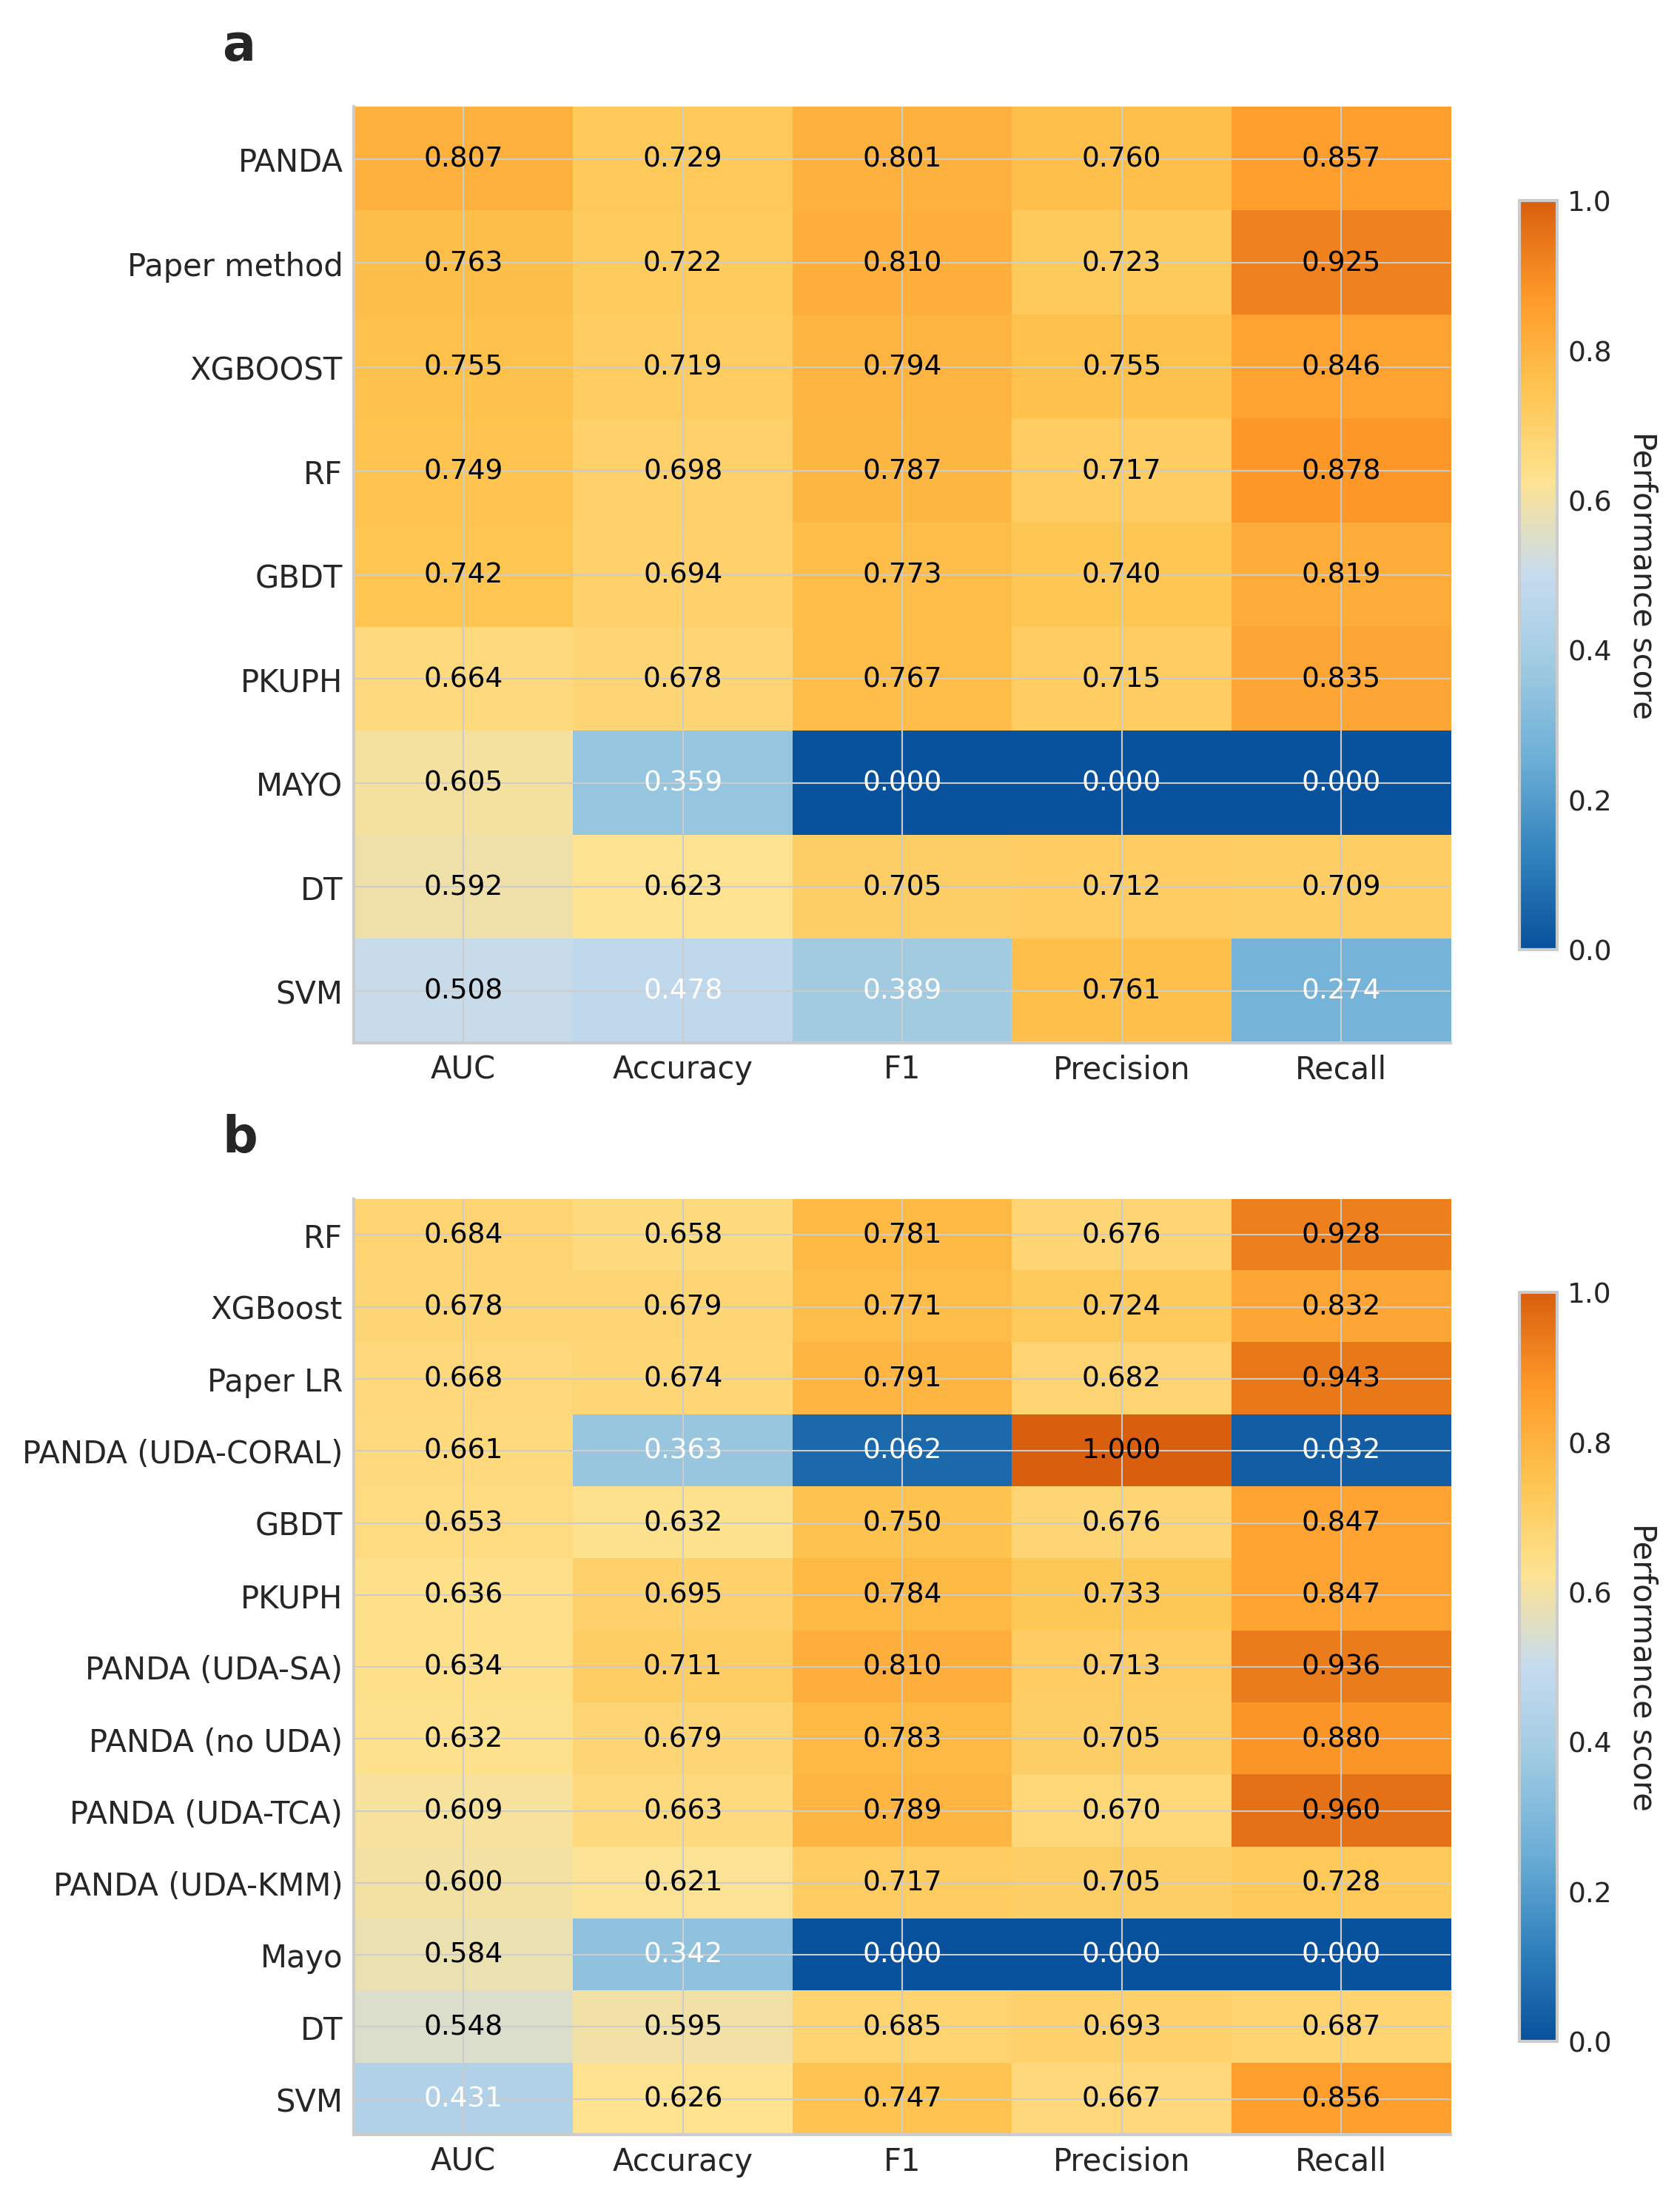 a
PANDA 0.807 0.729 0.801 0.760 0.857
Paper method 0.763 0.722 0.810 0.723 0.925
XGBOOST 0.755 0.719 0.794 0.755 0.846
RF 0.749 0.698 0.787 0.717 0.878
GBDT 0.742 0.694 0.773 0.740 0.819
PKUPH 0.664 0.678 0.767 0.715 0.835
MAYO 0.605 0.359 0.000 0.000 0.000
DT 0.592 0.623 0.705 0.712 0.709
SVM 0.508 0.478 0.389 0.761 0.274
AUC Accuracy F1 Precision Recall
1.0
0.8
0.6
0.4
0.2
0.0
Performance score
b
RF 0.684 0.658 0.781 0.676 0.928
XGBoost 0.678 0.679 0.771 0.724 0.832
Paper LR 0.668 0.674 0.791 0.682 0.943
PANDA (UDA-CORAL) 0.661 0.363 0.062 1.000 0.032
GBDT 0.653 0.632 0.750 0.676 0.847
PKUPH 0.636 0.695 0.784 0.733 0.847
PANDA (UDA-SA) 0.634 0.711 0.810 0.713 0.936
PANDA (no UDA) 0.632 0.679 0.783 0.705 0.880
PANDA (UDA-TCA) 0.609 0.663 0.789 0.670 0.960
PANDA (UDA-KMM) 0.600 0.621 0.717 0.705 0.728
Mayo 0.584 0.342 0.000 0.000 0.000
DT 0.548 0.595 0.685 0.693 0.687
SVM 0.431 0.626 0.747 0.667 0.856
AUC Accuracy F1 Precision Recall
1.0
0.8
0.6
0.4
0.2
0.0
Performance score